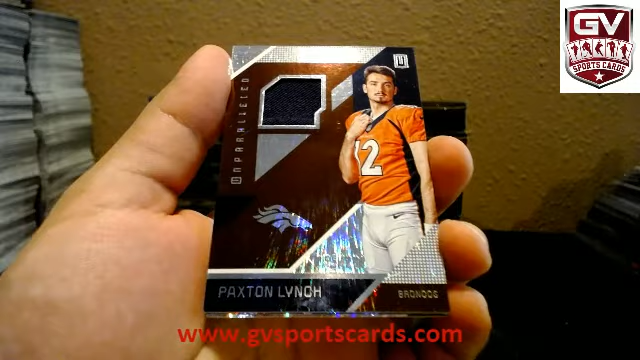 GV
SPORTS CARDS
UNPARALLELED
12
PAXTON LYNCH
BRONCOS
www.gvsportscards.com